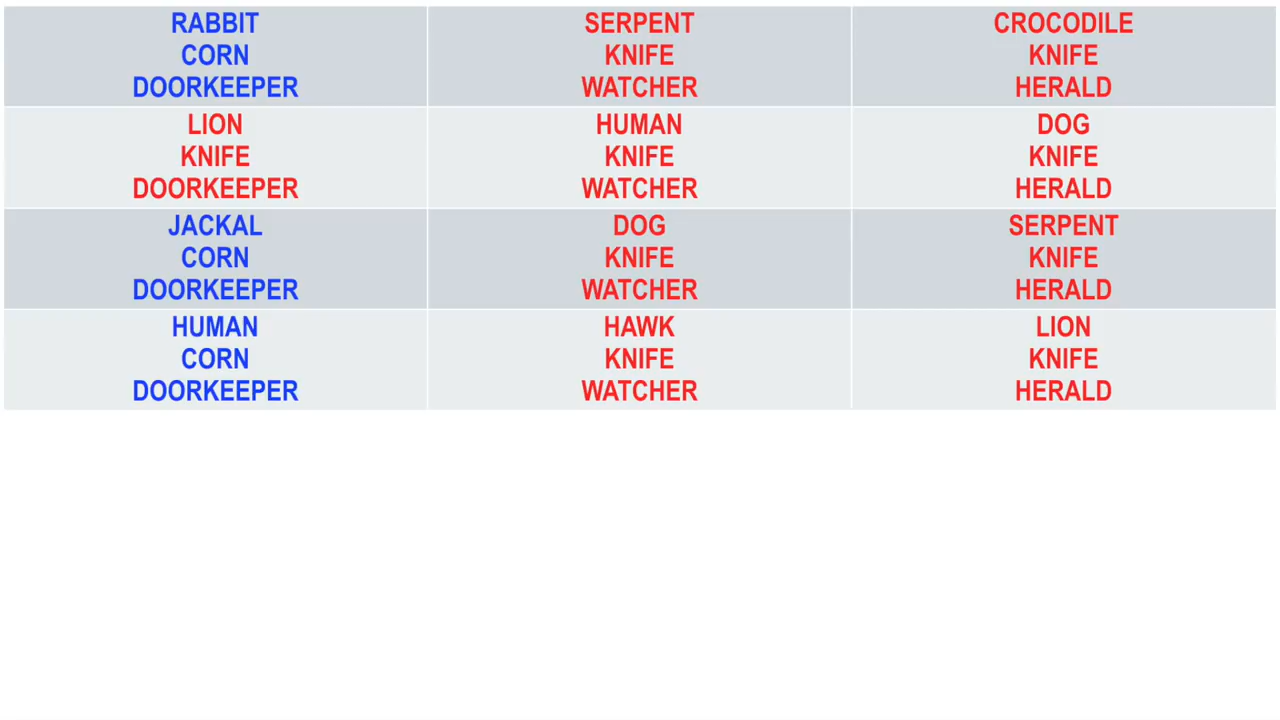 RABBIT
CORN
DOORKEEPER
SERPENT
KNIFE
WATCHER
CROCODILE
KNIFE
HERALD
LION
KNIFE
DOORKEEPER
HUMAN
KNIFE
WATCHER
DOG
KNIFE
HERALD
JACKAL
CORN
DOORKEEPER
DOG
KNIFE
WATCHER
SERPENT
KNIFE
HERALD
HUMAN
CORN
DOORKEEPER
HAWK
KNIFE
WATCHER
LION
KNIFE
HERALD